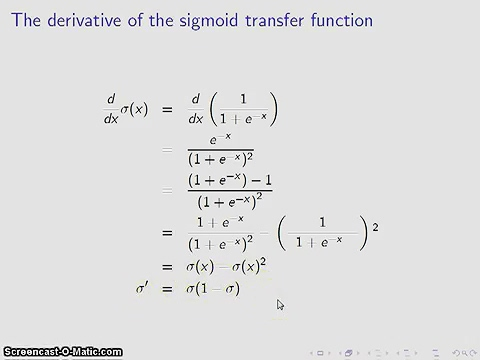 The derivative of the sigmoid transfer function
d/dx σ(x) = d/dx (1/(1 + e^{-x}))
= e^{-x}/(1 + e^{-x})^2
= ((1 + e^{-x}) - 1)/(1 + e^{-x})^2
= (1 + e^{-x})/(1 + e^{-x})^2 - (1/(1 + e^{-x}))^2
= σ(x) - σ(x)^2
σ' = σ(1 - σ)
Screencast-O-Matic.com